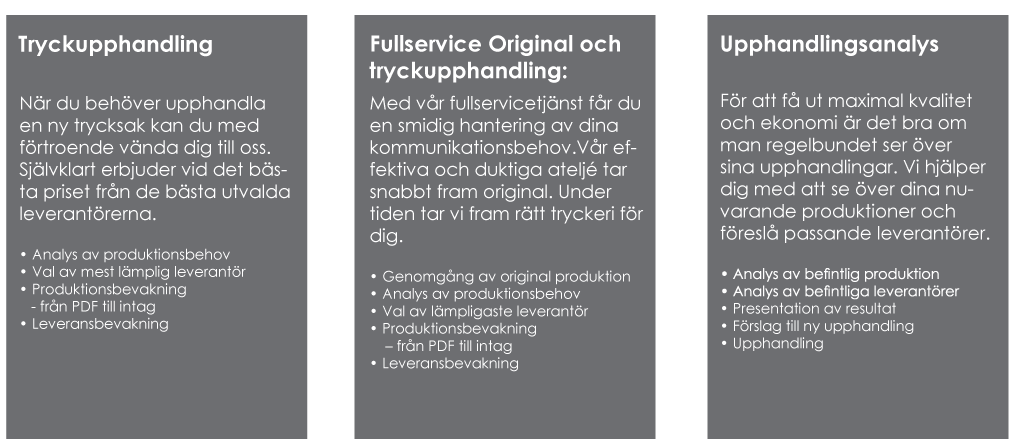 Tryckupphandling
När du behöver upphandla
en ny trycksak kan du med
förtroende vända dig till oss.
Självklart erbjuder vid det bäs-
ta priset från de bästa utvalda
leverantörerna.
• Analys av produktionsbehov
• Val av mest lämplig leverantör
• Produktionsbevakning
- från PDF till intag
• Leveransbevakning
Fullservice Original och
tryckupphandling:
Med vår fullservicetjänst får du
en smidig hantering av dina
kommunikationsbehov.Vår ef-
fektiva och duktiga ateljé tar
snabbt fram original. Under
tiden tar vi fram rätt tryckeri för
dig.
• Genomgång av original produktion
• Analys av produktionsbehov
• Val av lämpligaste leverantör
• Produktionsbevakning
– från PDF till intag
• Leveransbevakning
Upphandlingsanalys
För att få ut maximal kvalitet
och ekonomi är det bra om
man regelbundet ser över
sina upphandlingar. Vi hjälper
dig med att se över dina nu-
varande produktioner och
föreslå passande leverantörer.
• Analys av befintlig produktion
• Analys av befintliga leverantörer
• Presentation av resultat
• Förslag till ny upphandling
• Upphandling